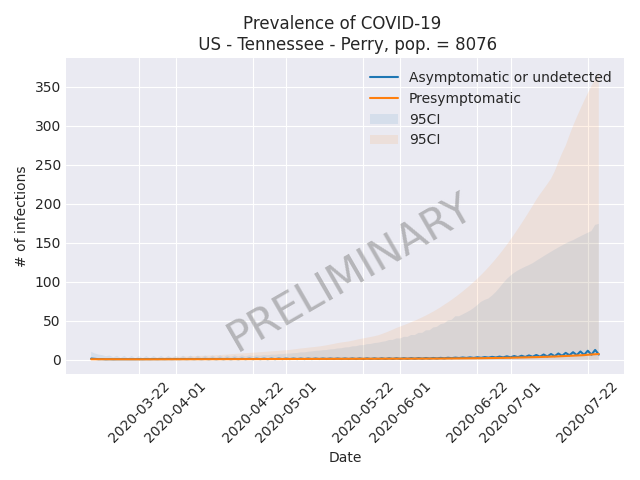 Prevalence of COVID-19
US - Tennessee - Perry, pop. = 8076
Asymptomatic or undetected
Presymptomatic
95CI
95CI
PRELIMINARY
# of infections
350
300
250
200
150
100
50
0
2020-03-22
2020-04-01
2020-04-22
2020-05-01
2020-05-22
2020-06-01
2020-06-22
2020-07-01
2020-07-22
Date